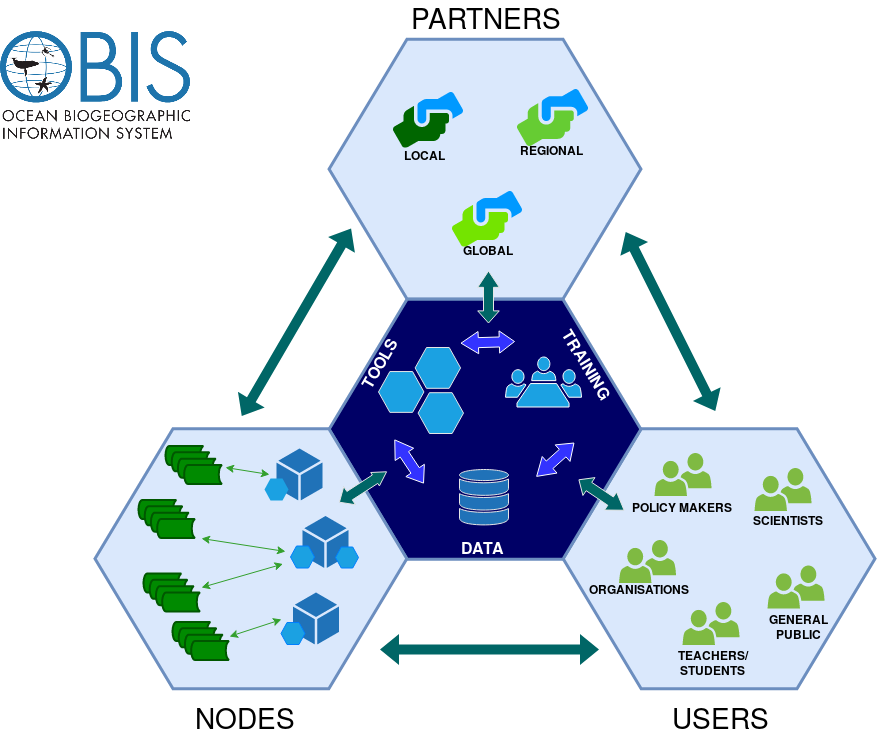 PARTNERS
OBIS
OCEAN BIOGEOGRAPHIC
INFORMATION SYSTEM
LOCAL
REGIONAL
GLOBAL
TOOLS
TRAINING
DATA
POLICY MAKERS
SCIENTISTS
ORGANISATIONS
GENERAL
PUBLIC
TEACHERS/
STUDENTS
NODES
USERS